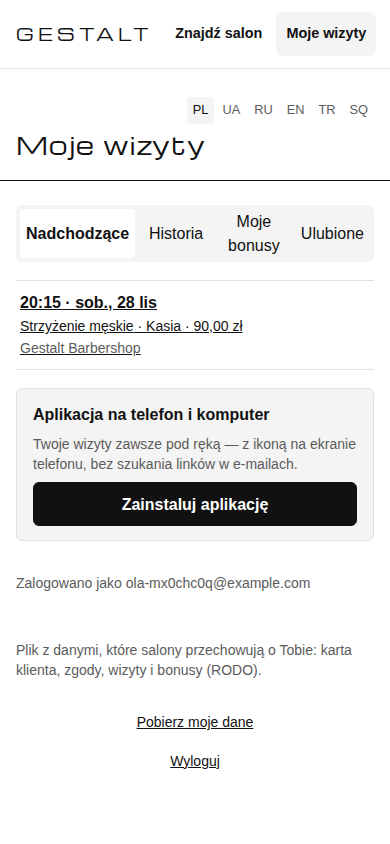 GESTALT
Znajdź salon
Moje wizyty
PL UA RU EN TR SQ
Moje wizyty
Nadchodzące
Historia
Moje
bonusy
Ulubione
20:15 · sob., 28 lis
Strzyżenie męskie · Kasia · 90,00 zł
Gestalt Barbershop
Aplikacja na telefon i komputer
Twoje wizyty zawsze pod ręką — z ikoną na ekranie
telefonu, bez szukania linków w e-mailach.
Zainstaluj aplikację
Zalogowano jako ola-mx0chc0q@example.com
Plik z danymi, które salony przechowują o Tobie: karta
klienta, zgody, wizyty i bonusy (RODO).
Pobierz moje dane
Wyloguj